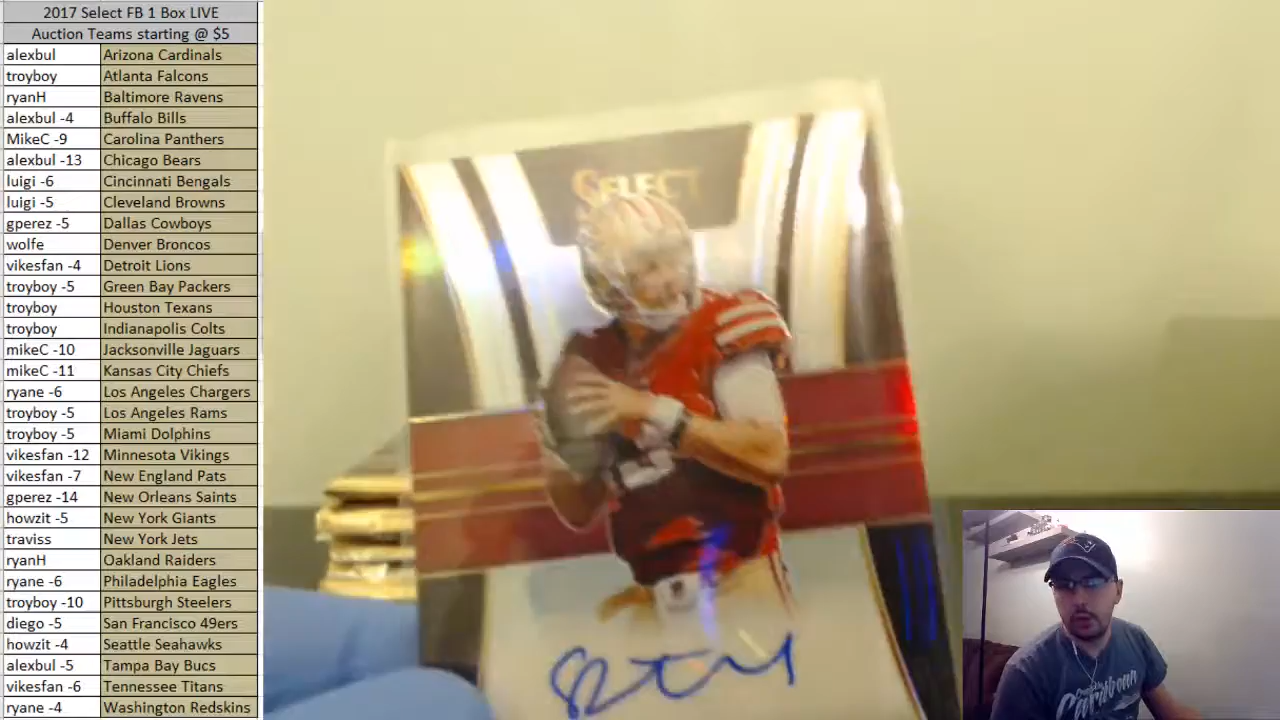 2017 Select FB 1 Box LIVE
Auction Teams starting @ $5
alexbul Arizona Cardinals
troyboy Atlanta Falcons
ryanH Baltimore Ravens
alexbul -4 Buffalo Bills
MikeC -9 Carolina Panthers
alexbul -13 Chicago Bears
luigi -6 Cincinnati Bengals
luigi -5 Cleveland Browns
gperez -5 Dallas Cowboys
wolfe Denver Broncos
vikesfan -4 Detroit Lions
troyboy -5 Green Bay Packers
troyboy Houston Texans
troyboy Indianapolis Colts
mikeC -10 Jacksonville Jaguars
mikeC -11 Kansas City Chiefs
ryane -6 Los Angeles Chargers
troyboy -5 Los Angeles Rams
troyboy -5 Miami Dolphins
vikesfan -12 Minnesota Vikings
vikesfan -7 New England Pats
gperez -14 New Orleans Saints
howzit -5 New York Giants
traviss New York Jets
ryanH Oakland Raiders
ryane -6 Philadelphia Eagles
troyboy -10 Pittsburgh Steelers
diego -5 San Francisco 49ers
howzit -4 Seattle Seahawks
alexbul -5 Tampa Bay Bucs
vikesfan -6 Tennessee Titans
ryane -4 Washington Redskins
SELECT